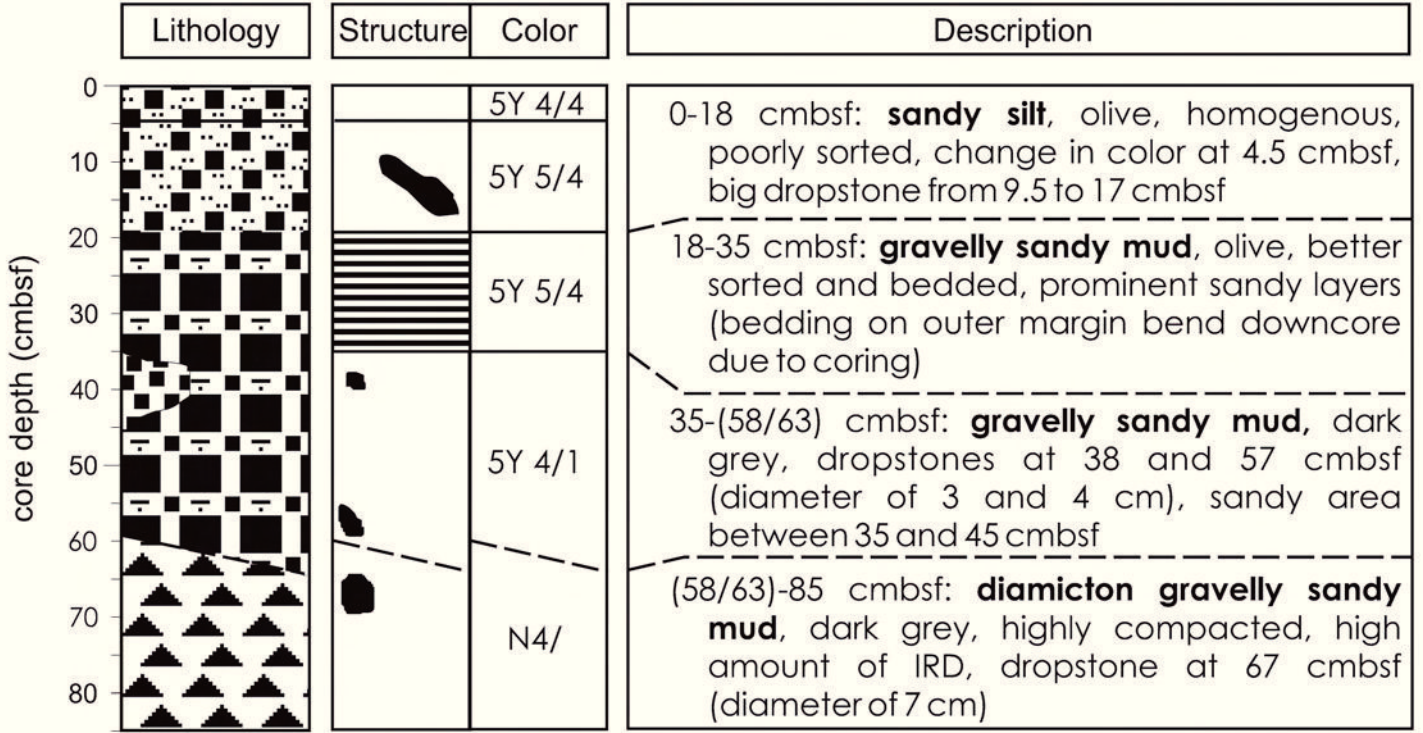 Lithology
Structure
Color
Description
core depth (cmbsf)
0
10
20
30
40
50
60
70
80
5Y 4/4
5Y 5/4
5Y 5/4
5Y 4/1
N4/
0-18 cmbsf: sandy silt, olive, homogenous,
poorly sorted, change in color at 4.5 cmbsf,
big dropstone from 9.5 to 17 cmbsf
18-35 cmbsf: gravelly sandy mud, olive, better
sorted and bedded, prominent sandy layers
(bedding on outer margin bend downcore
due to coring)
35-(58/63) cmbsf: gravelly sandy mud, dark
grey, dropstones at 38 and 57 cmbsf
(diameter of 3 and 4 cm), sandy area
between 35 and 45 cmbsf
(58/63)-85 cmbsf: diamicton gravelly sandy
mud, dark grey, highly compacted, high
amount of IRD, dropstone at 67 cmbsf
(diameter of 7 cm)